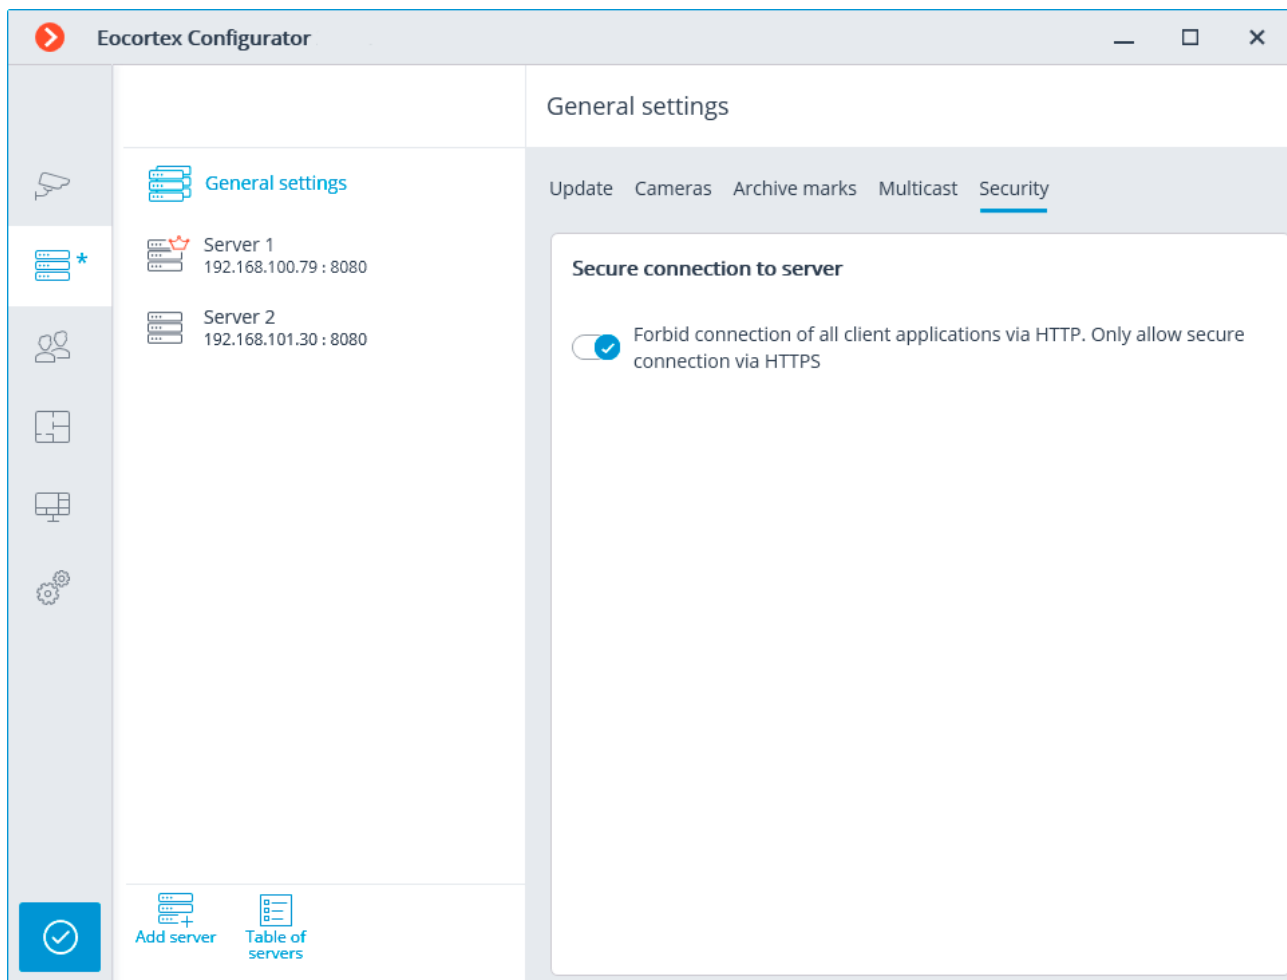 Eocortex Configurator
General settings
General settings
Server 1
192.168.100.79 : 8080
Server 2
192.168.101.30 : 8080
Update Cameras Archive marks Multicast Security
Secure connection to server
Forbid connection of all client applications via HTTP. Only allow secure
connection via HTTPS
*
Add server
Table of
servers